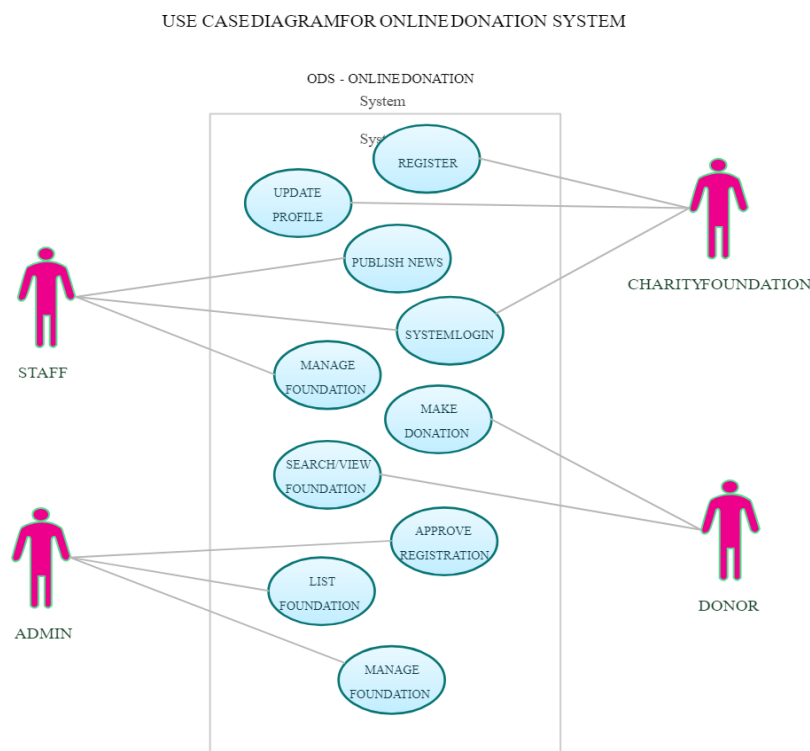 USE CASEDIAGRAMFOR ONLINEDONATION SYSTEM
ODS - ONLINEDONATION
System
REGISTER
UPDATE
PROFILE
PUBLISH NEWS
CHARITYFOUNDATION
SYSTEMLOGIN
STAFF
MANAGE
FOUNDATION
MAKE
DONATION
SEARCH/VIEW
FOUNDATION
APPROVE
REGISTRATION
LIST
FOUNDATION
DONOR
ADMIN
MANAGE
FOUNDATION